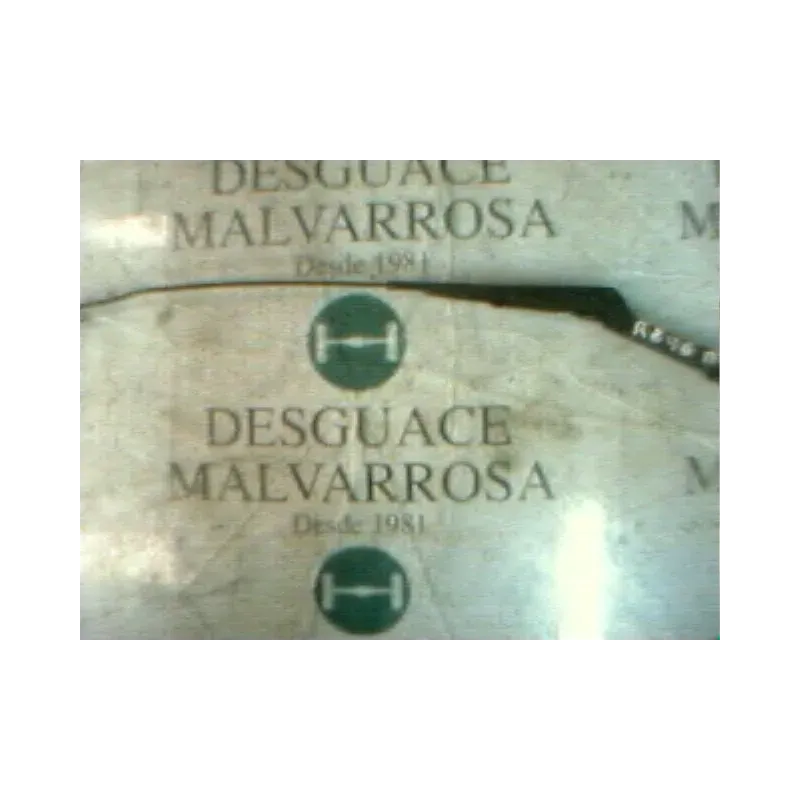 DESGUACE
MALVARROSA
M
Desde 1981
DESGUACE
MALVARROSA
M
Desde 1981